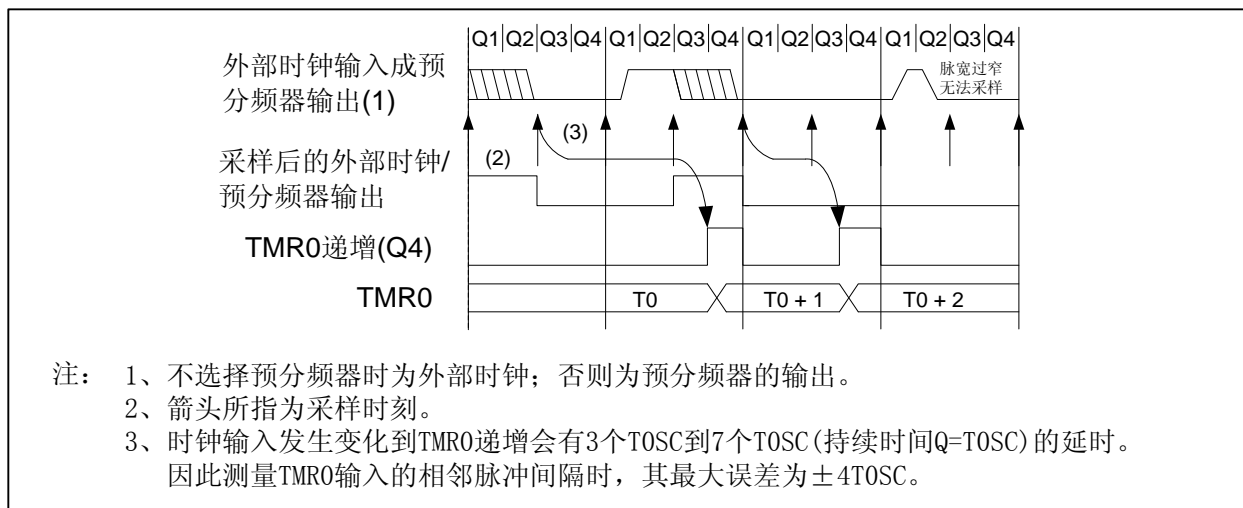 Q1 Q2 Q3 Q4 Q1 Q2 Q3 Q4 Q1 Q2 Q3 Q4 Q1 Q2 Q3 Q4
外部时钟输入成预
分频器输出(1)
脉宽过窄
无法采样
(3)
(2)
采样后的外部时钟/
预分频器输出
TMR0递增(Q4)
TMR0
T0
T0 + 1
T0 + 2
注： 1、不选择预分频器时为外部时钟；否则为预分频器的输出。
2、箭头所指为采样时刻。
3、时钟输入发生变化到TMR0递增会有3个TOSC到7个TOSC(持续时间Q=TOSC)的延时。
因此测量TMR0输入的相邻脉冲间隔时，其最大误差为±4TOSC。